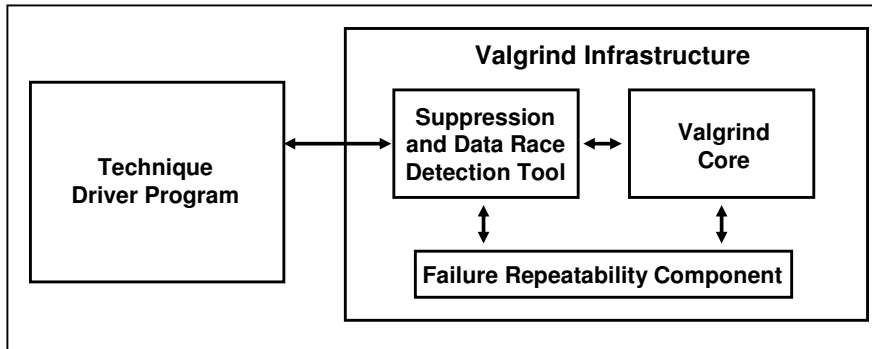 Valgrind Infrastructure
Technique
Driver Program
Suppression
and Data Race
Detection Tool
Valgrind
Core
Failure Repeatability Component